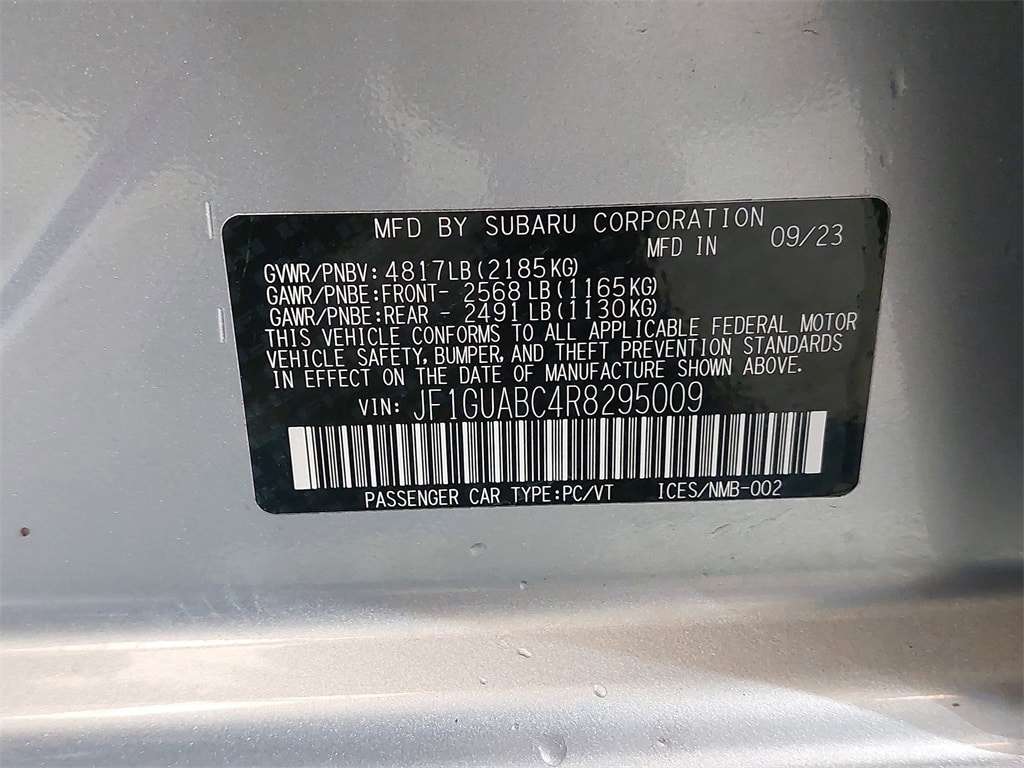 MFD BY SUBARU CORPORATION
MFD IN 09/23
GVWR/PNBV: 4817LB(2185KG)
GAWR/PNBE:FRONT- 2568 LB(1165KG)
GAWR/PNBE:REAR - 2491 LB(1130KG)
THIS VEHICLE CONFORMS TO ALL APPLICABLE FEDERAL MOTOR
VEHICLE SAFETY, BUMPER, AND THEFT PREVENTION STANDARDS
IN EFFECT ON THE DATE OF MANUFACTURE SHOWN ABOVE.
VIN: JF1GUABC4R8295009
PASSENGER CAR TYPE:PC/VT ICES/NMB-002